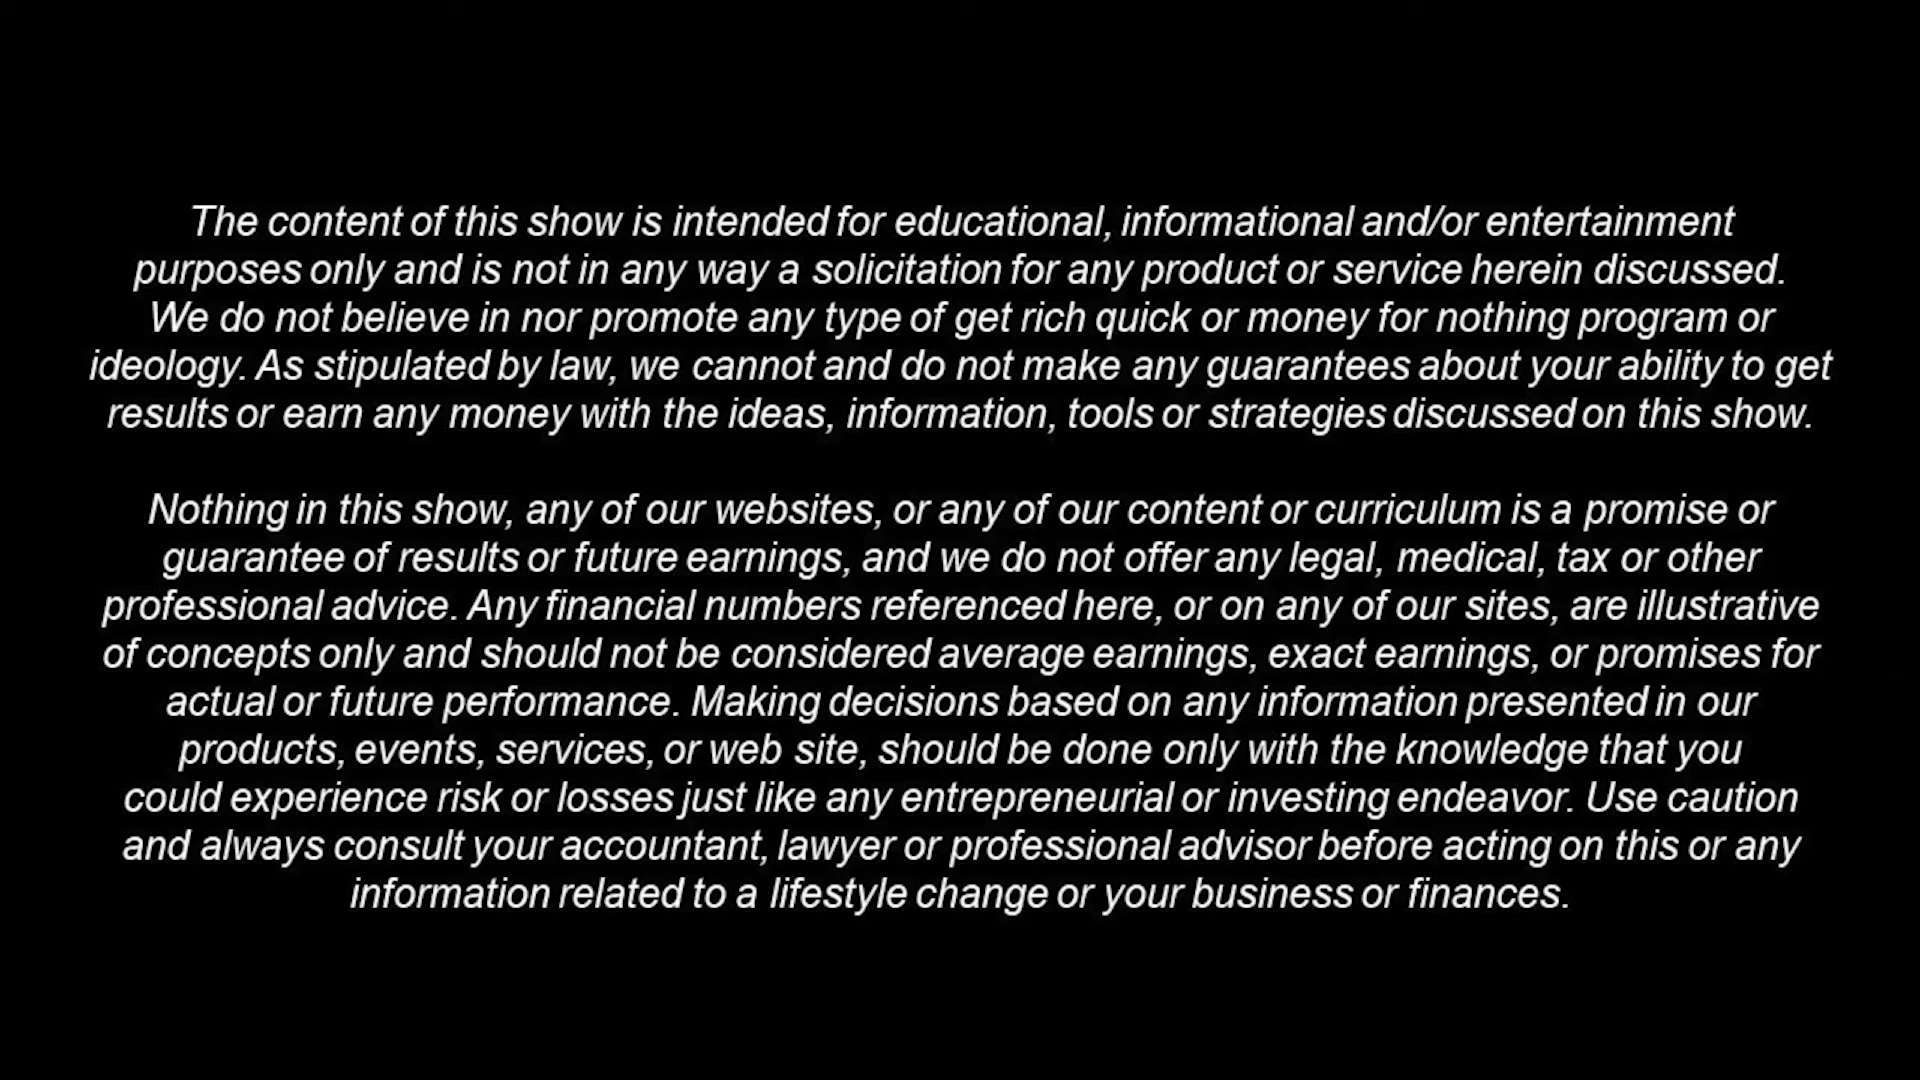 The content of this show is intended for educational, informational and/or entertainment
purposes only and is not in any way a solicitation for any product or service herein discussed.
We do not believe in nor promote any type of get rich quick or money for nothing program or
ideology. As stipulated by law, we cannot and do not make any guarantees about your ability to get
results or earn any money with the ideas, information, tools or strategies discussed on this show.
Nothing in this show, any of our websites, or any of our content or curriculum is a promise or
guarantee of results or future earnings, and we do not offer any legal, medical, tax or other
professional advice. Any financial numbers referenced here, or on any of our sites, are illustrative
of concepts only and should not be considered average earnings, exact earnings, or promises for
actual or future performance. Making decisions based on any information presented in our
products, events, services, or web site, should be done only with the knowledge that you
could experience risk or losses just like any entrepreneurial or investing endeavor. Use caution
and always consult your accountant, lawyer or professional advisor before acting on this or any
information related to a lifestyle change or your business or finances.